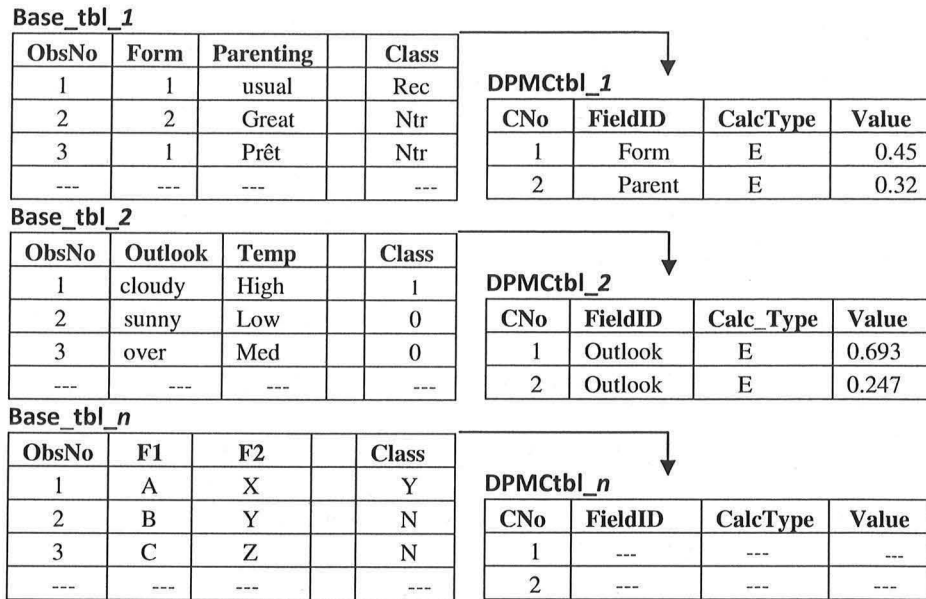 Base_tbl_1
ObsNo Form Parenting Class
1 1 usual Rec
2 2 Great Ntr
3 1 Prêt Ntr
--- --- --- ---
DPMCtbl_1
CNo FieldID CalcType Value
1 Form E 0.45
2 Parent E 0.32
Base_tbl_2
ObsNo Outlook Temp Class
1 cloudy High 1
2 sunny Low 0
3 over Med 0
--- --- --- ---
DPMCtbl_2
CNo FieldID Calc_Type Value
1 Outlook E 0.693
2 Outlook E 0.247
Base_tbl_n
ObsNo F1 F2 Class
1 A X Y
2 B Y N
3 C Z N
--- --- --- ---
DPMCtbl_n
CNo FieldID CalcType Value
1 --- --- ---
2 --- --- ---